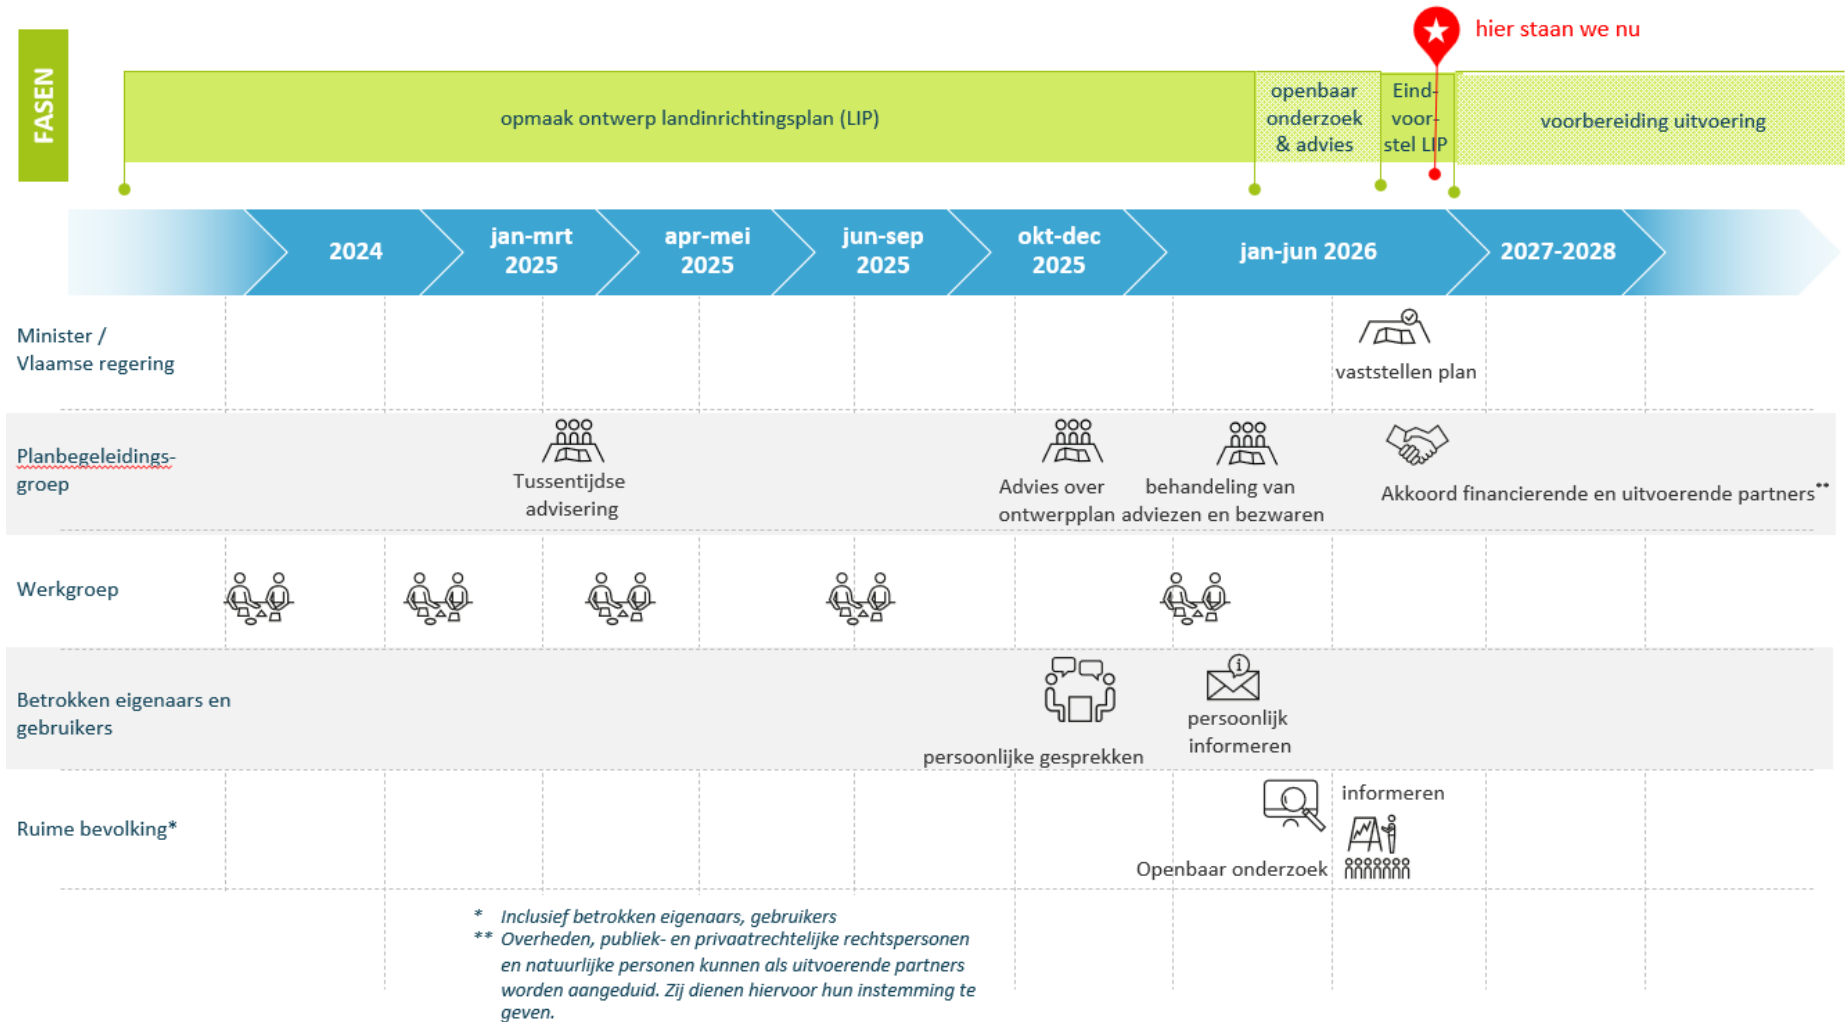 hier staan we nu
FASEN
opmaak ontwerp landinrichtingsplan (LIP)
openbaar
onderzoek
& advies
Eind-
voor-
stel LIP
voorbereiding uitvoering
2024
jan-mrt
2025
apr-mei
2025
jun-sep
2025
okt-dec
2025
jan-jun 2026
2027-2028
Minister /
Vlaamse regering
vaststellen plan
Planbegeleidings-
groep
Tussentijdse
advisering
Advies over
ontwerpplan
behandeling van
adviezen en bezwaren
Akkoord financierende en uitvoerende partners**
Werkgroep
Betrokken eigenaars en
gebruikers
persoonlijke gesprekken
persoonlijk
informeren
Ruime bevolking*
Openbaar onderzoek
informeren
* Inclusief betrokken eigenaars, gebruikers
** Overheden, publiek- en privaatrechtelijke rechtspersonen
en natuurlijke personen kunnen als uitvoerende partners
worden aangeduid. Zij dienen hiervoor hun instemming te
geven.